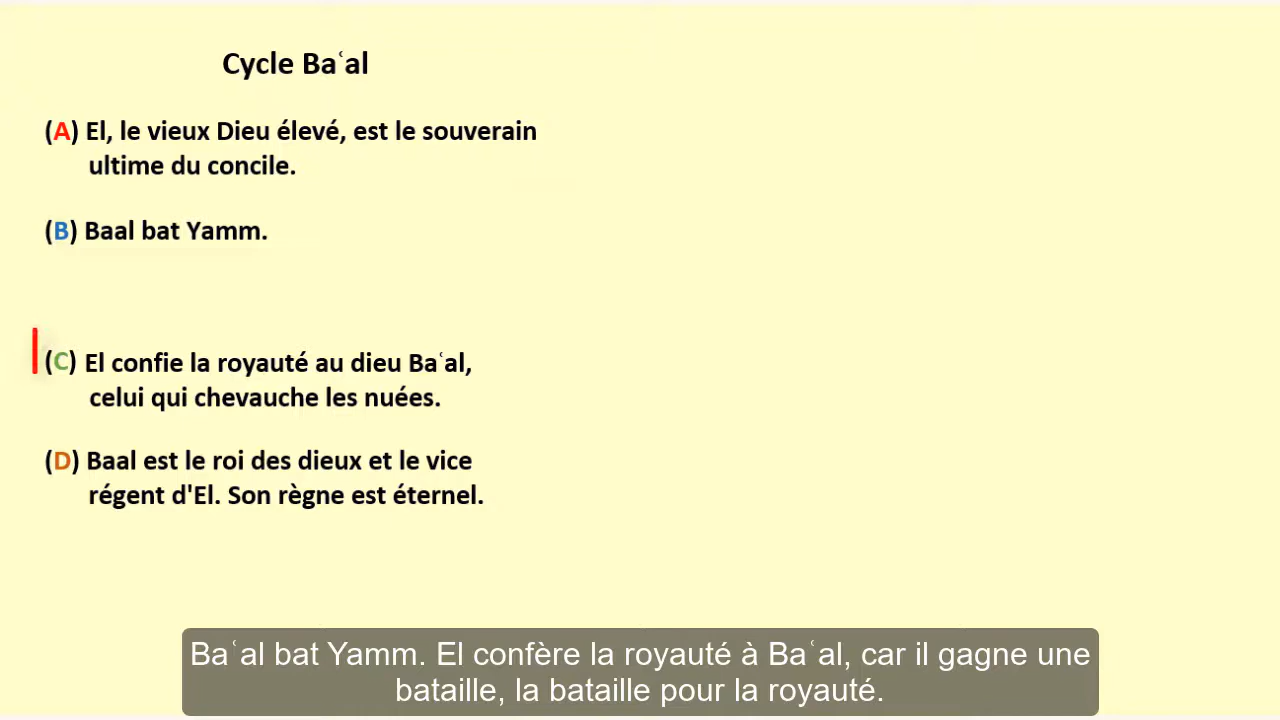 Cycle Baʿal
(A) El, le vieux Dieu élevé, est le souverain
ultime du concile.
(B) Baal bat Yamm.
(C) El confie la royauté au dieu Baʿal,
celui qui chevauche les nuées.
(D) Baal est le roi des dieux et le vice
régent d'El. Son règne est éternel.
Baʿal bat Yamm. El confère la royauté à Baʿal, car il gagne une
bataille, la bataille pour la royauté.